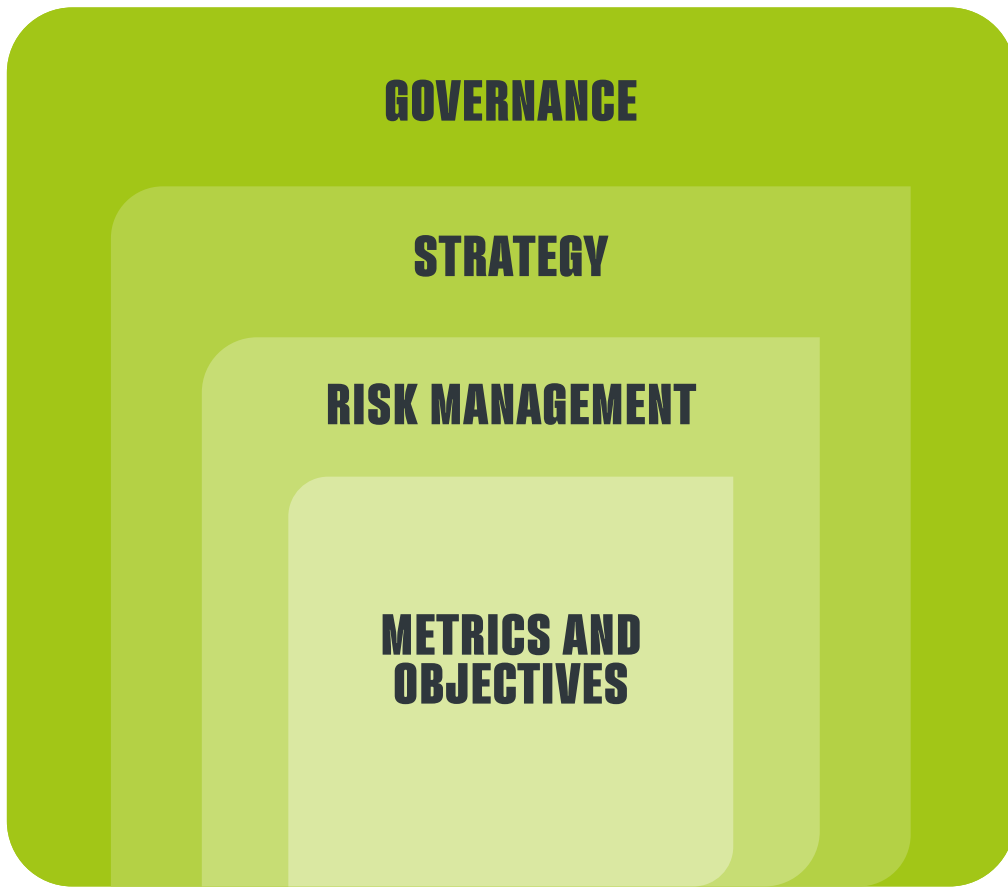 GOVERNANCE
STRATEGY
RISK MANAGEMENT
METRICS AND
OBJECTIVES